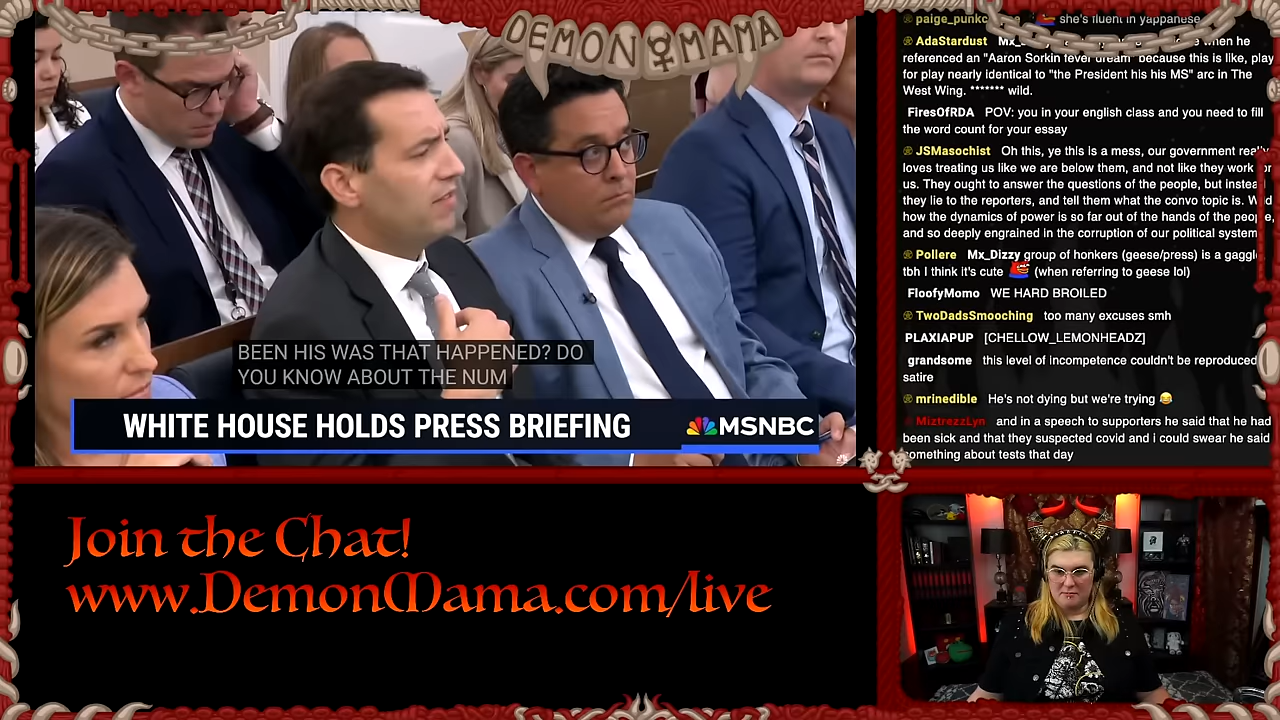 DEMON MAMA
BEEN HIS WAS THAT HAPPENED? DO
YOU KNOW ABOUT THE NUM
WHITE HOUSE HOLDS PRESS BRIEFING
MSNBC
Join the Chat!
www.DemonMama.com/live
she's fluent in yappanese
AdaStardust when he
referenced an "Aaron Sorkin fever dream" because this is like, play
for play nearly identical to "the President his his MS" arc in The
West Wing. ******* wild.
FiresOfRDA POV: you in your english class and you need to fill
the word count for your essay
JSMasochist Oh this, ye this is a mess, our government really
loves treating us like we are below them, and not like they work for
us. They ought to answer the questions of the people, but instead
they lie to the reporters, and tell them what the convo topic is. Wild
how the dynamics of power is so far out of the hands of the people,
and so deeply engrained in the corruption of our political system
Pollere Mx_Dizzy group of honkers (geese/press) is a gaggle
tbh I think it's cute (when referring to geese lol)
FloofyMomo WE HARD BROILED
TwoDadsSmooching too many excuses smh
PLAXIAPUP [CHELLOW_LEMONHEADZ]
grandsome this level of incompetence couldn't be reproduced
satire
mrinedible He's not dying but we're trying 😂
MiztrezzLyn and in a speech to supporters he said that he had
been sick and that they suspected covid and i could swear he said
something about tests that day